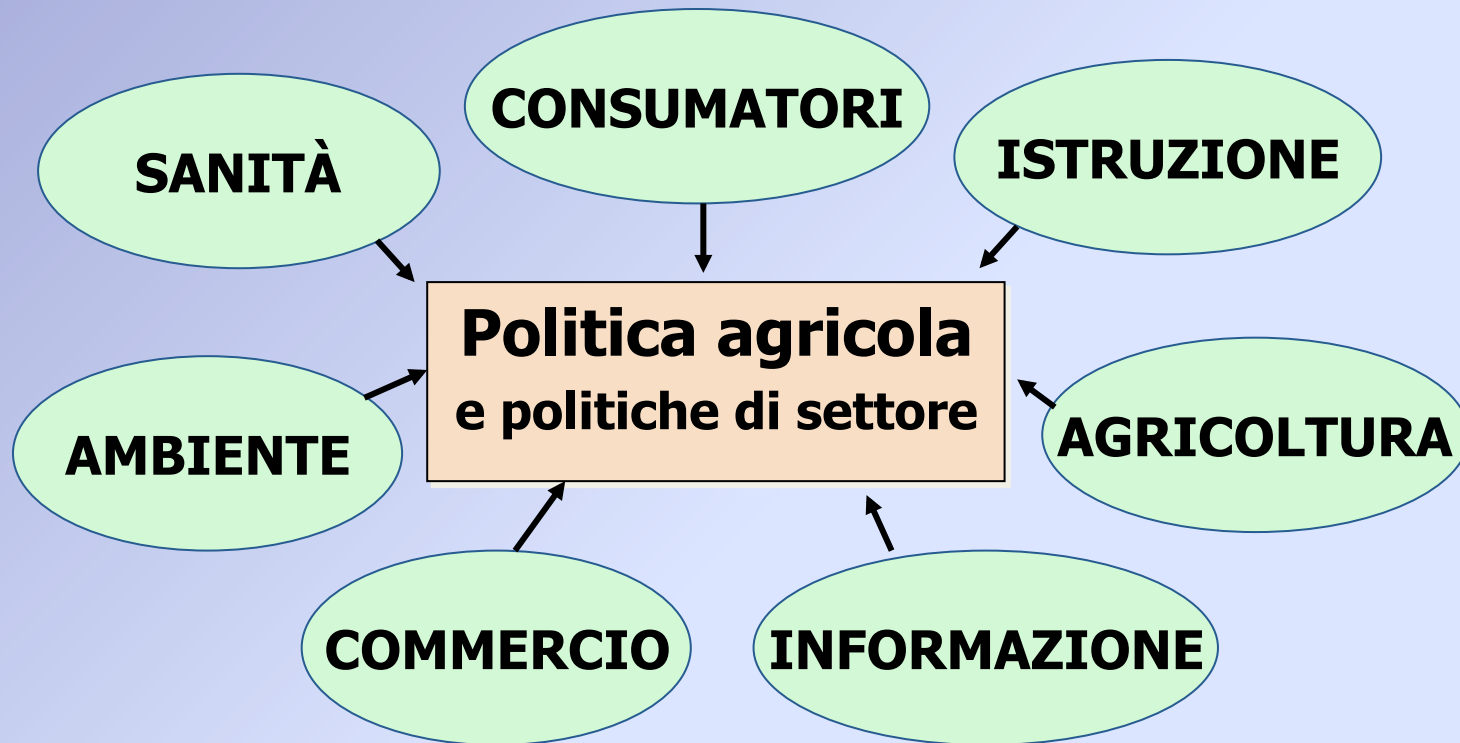 CONSUMATORI
SANITÀ
ISTRUZIONE
Politica agricola
e politiche di settore
AMBIENTE
AGRICOLTURA
COMMERCIO
INFORMAZIONE